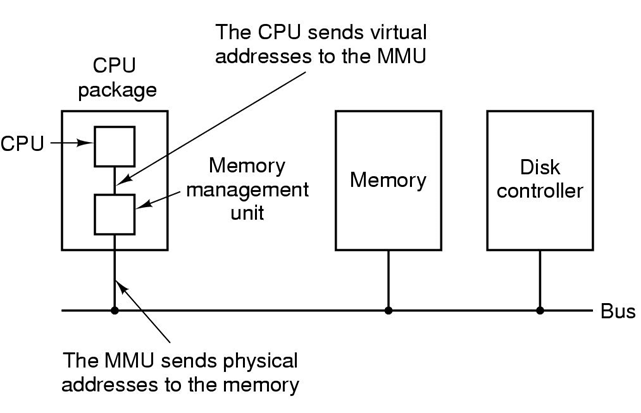 The CPU sends virtual
addresses to the MMU
CPU
package
CPU
Memory
management
unit
Memory
Disk
controller
Bus
The MMU sends physical
addresses to the memory